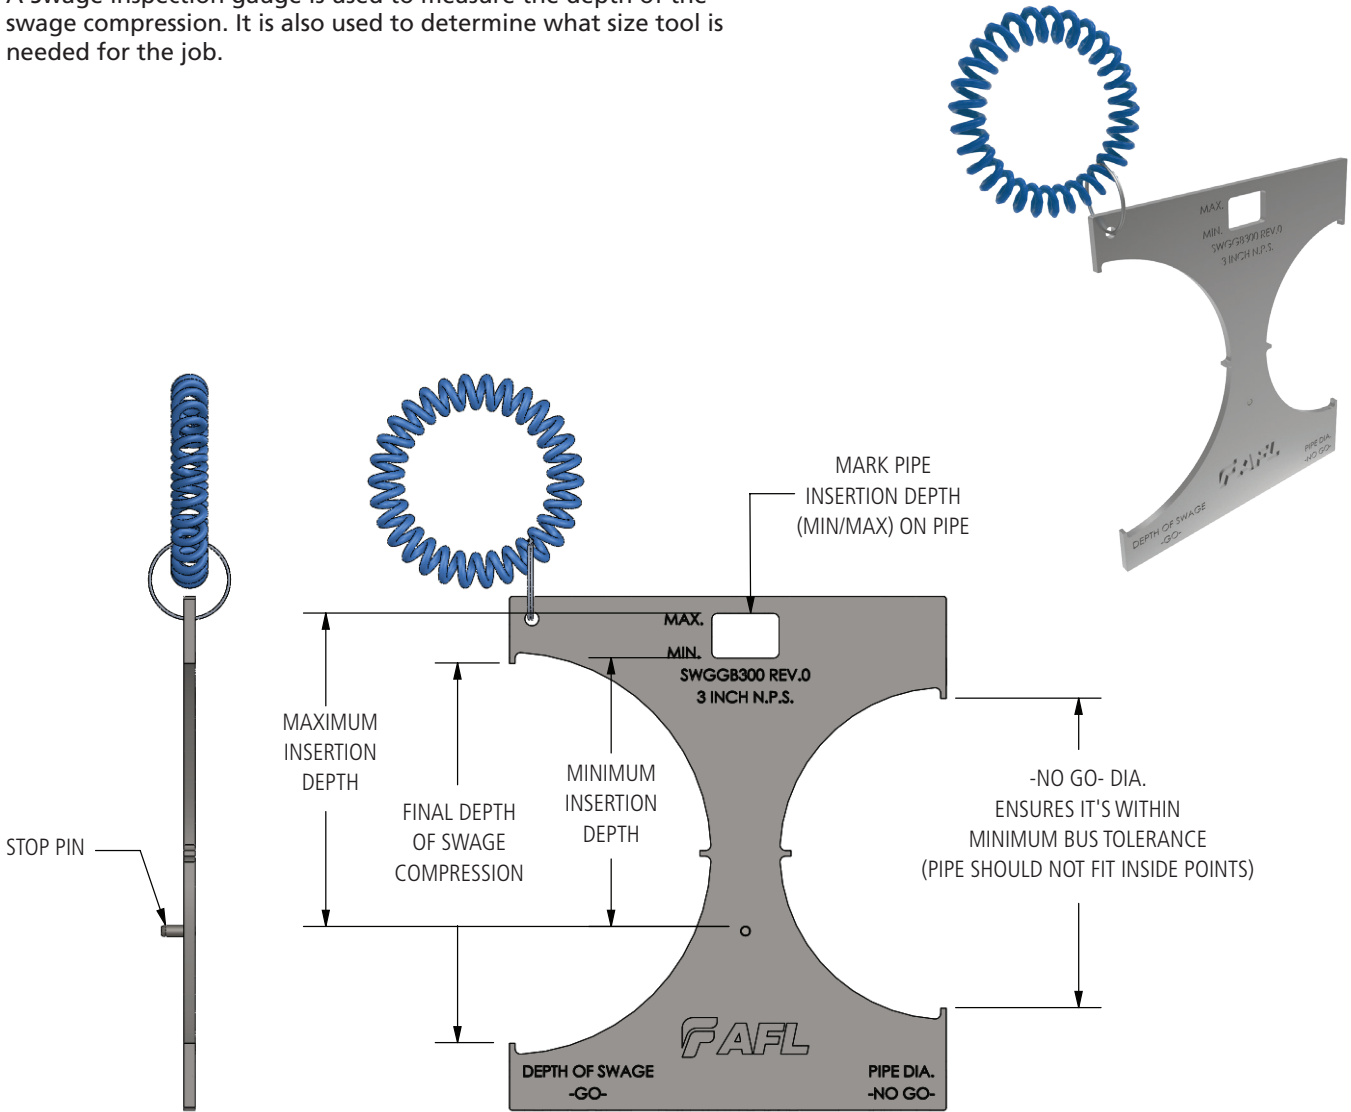 swage compression. It is also used to determine what size tool is
needed for the job.
MAX.
MIN.
SWGGB300 REV.0
3 INCH N.P.S.
AFL
PIPE DIA.
-NO GO-
DEPTH OF SWAGE
-GO-
MARK PIPE
INSERTION DEPTH
(MIN/MAX) ON PIPE
MAX.
MIN.
SWGGB300 REV.0
3 INCH N.P.S.
MAXIMUM
INSERTION
DEPTH
FINAL DEPTH
OF SWAGE
COMPRESSION
MINIMUM
INSERTION
DEPTH
-NO GO- DIA.
ENSURES IT'S WITHIN
MINIMUM BUS TOLERANCE
(PIPE SHOULD NOT FIT INSIDE POINTS)
STOP PIN
AFL
DEPTH OF SWAGE
-GO-
PIPE DIA.
-NO GO-